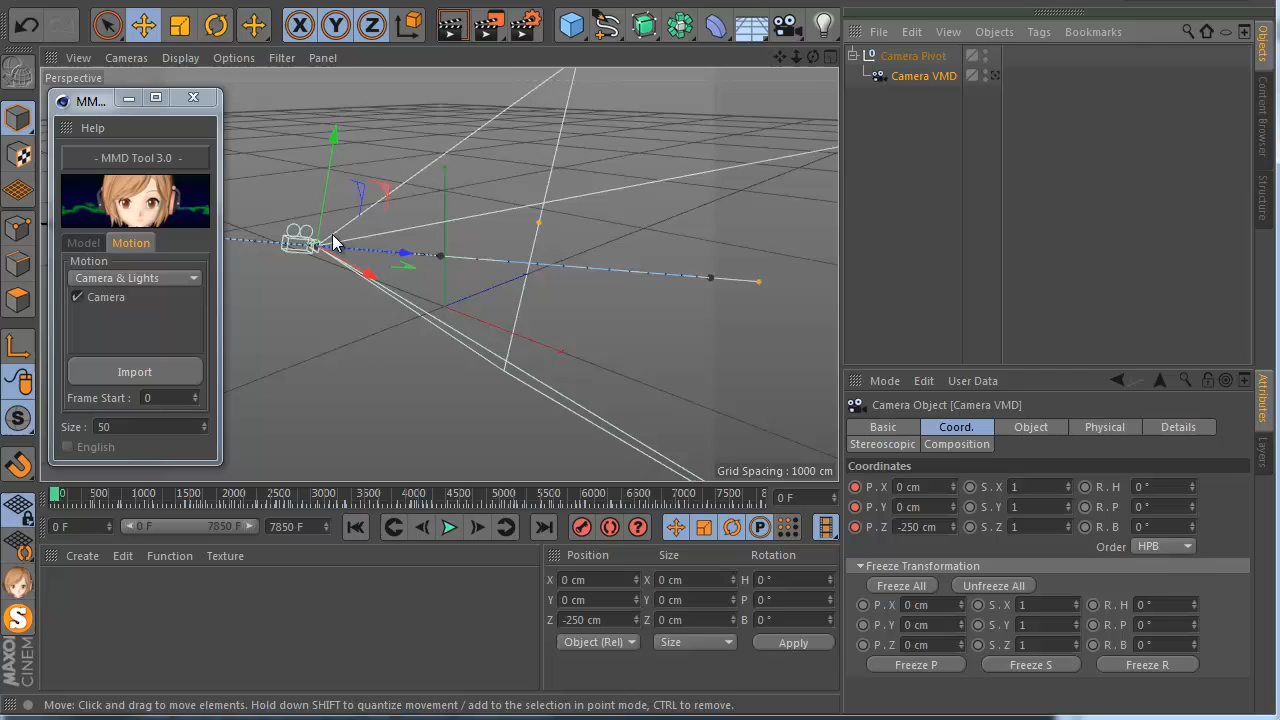 File Edit View Objects Tags Bookmarks
View Cameras Display Options Filter Panel
Perspective
Camera Pivot
Camera VMD
MM...
Help
- MMD Tool 3.0 -
Model Motion
Motion
Camera & Lights
Camera
Import
Frame Start : 0
Size : 50
English
Grid Spacing : 1000 cm
Objects
Content Browser
Structure
Attributes
Layers
Mode Edit User Data
Camera Object [Camera VMD]
Basic Coord. Object Physical Details
Stereoscopic Composition
Coordinates
P . X 0 cm S . X 1 R . H 0 °
P . Y 0 cm S . Y 1 R . P 0 °
P . Z -250 cm S . Z 1 R . B 0 °
Order HPB
Freeze Transformation
Freeze All Unfreeze All
P . X 0 cm S . X 1 R . H 0 °
P . Y 0 cm S . Y 1 R . P 0 °
P . Z 0 cm S . Z 1 R . B 0 °
Freeze P Freeze S Freeze R
0 500 1000 1500 2000 2500 3000 3500 4000 4500 5000 5500 6000 6500 7000 7500 8 0 F
0 F 0 F 7850 F 7850 F
Create Edit Function Texture
Position Size Rotation
X 0 cm X 0 cm H 0 °
Y 0 cm Y 0 cm P 0 °
Z -250 cm Z 0 cm B 0 °
Object (Rel) Size Apply
MAXON
CINEM
Move: Click and drag to move elements. Hold down SHIFT to quantize movement / add to the selection in point mode, CTRL to remove.